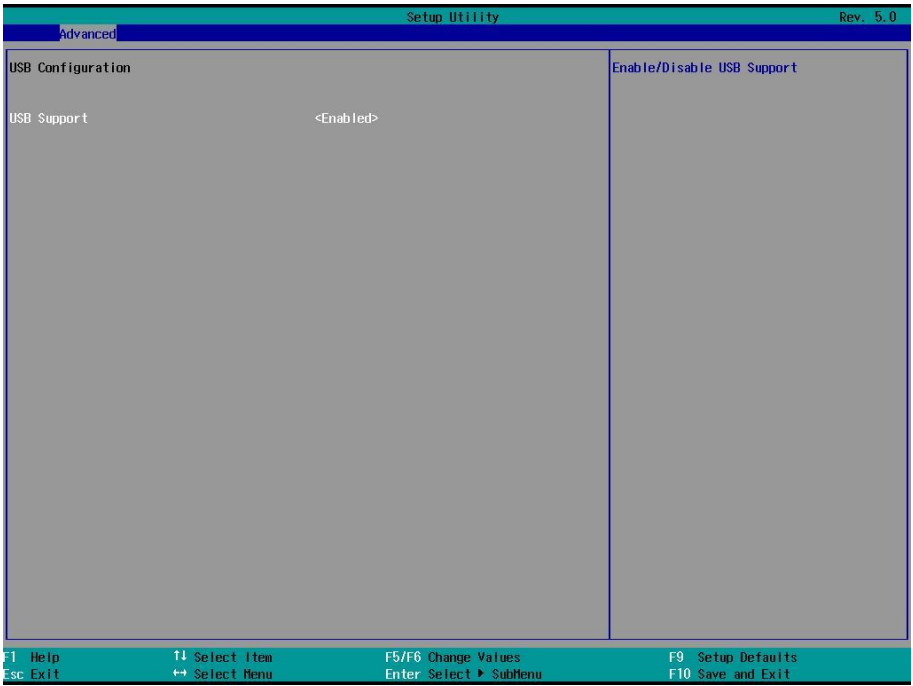 Setup Utility Rev. 5.0
Advanced
USB Configuration
Enable/Disable USB Support
USB Support <Enabled>
F1 Help ↑↓ Select Item F5/F6 Change Values F9 Setup Defaults
Esc Exit ↔ Select Menu Enter Select ▶ SubMenu F10 Save and Exit